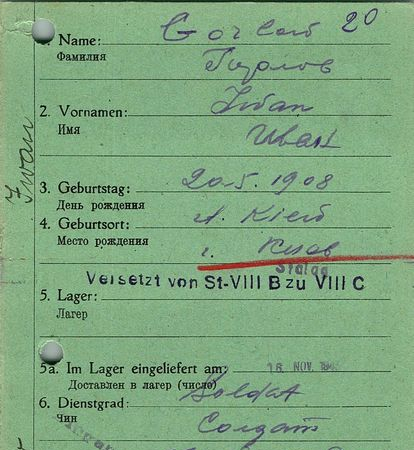 20
1. Name:
Фамилия
2. Vornamen: Iwan
Имя Иван
Iwan
3. Geburtstag: 20.5.1908
День рождения
4. Geburtsort: st. Kiew
Место рождения г. Киев
Stalag
Versetzt von St-VIII B zu VIII C
5. Lager:
Лагерь
5a. Im Lager eingeliefert am: 16. NOV.
Доставлен в лагерь (число)
6. Dienstgrad: Soldat
Чин Солдат